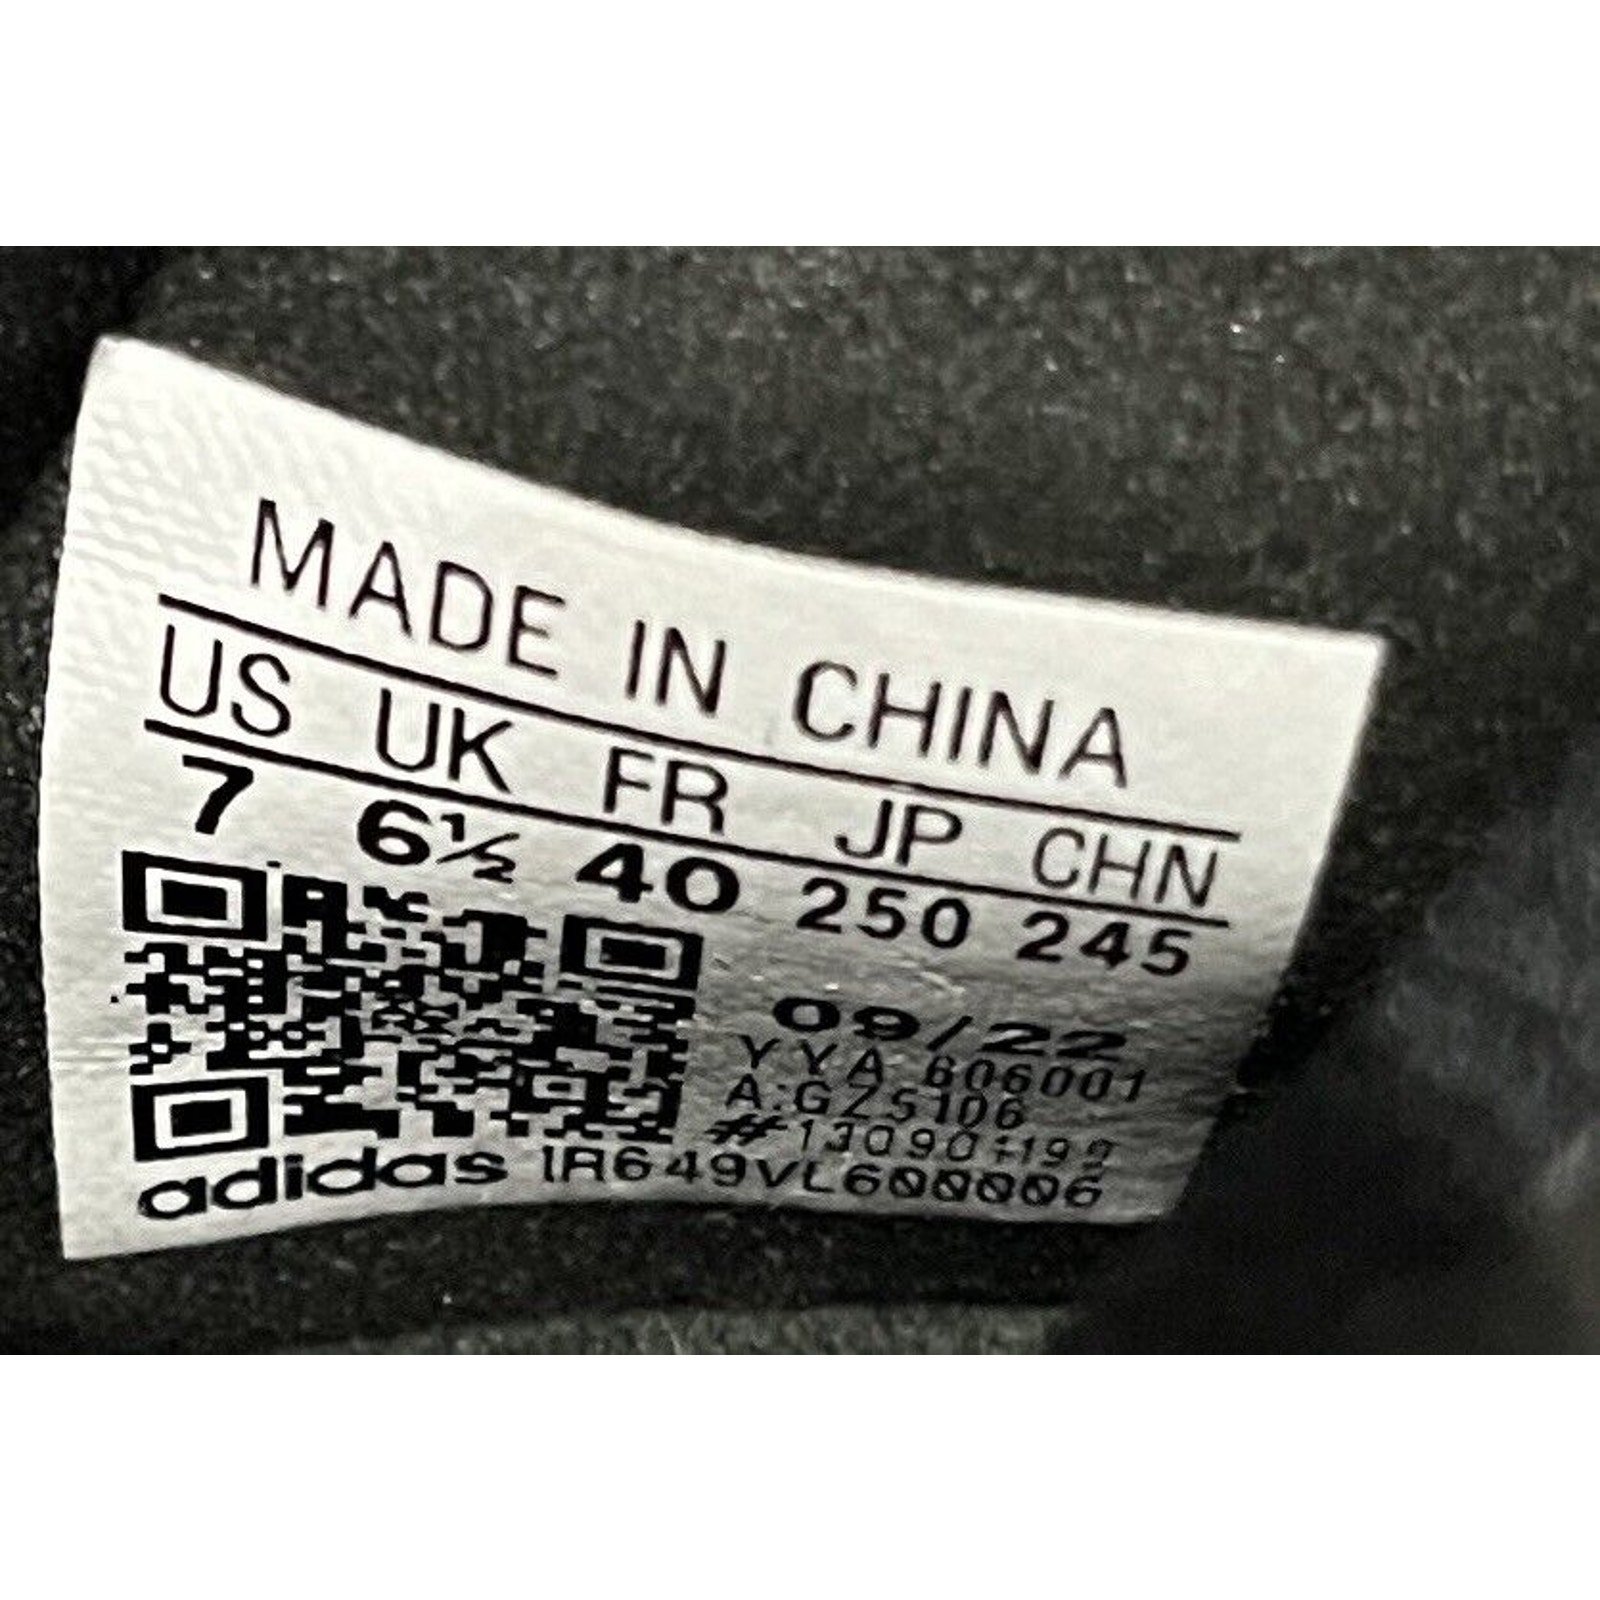 MADE IN CHINA
US UK FR JP CHN
7 6½ 40 250 245
09/22
YYA 606001
A:GZ5106
adidas IR649VL600006